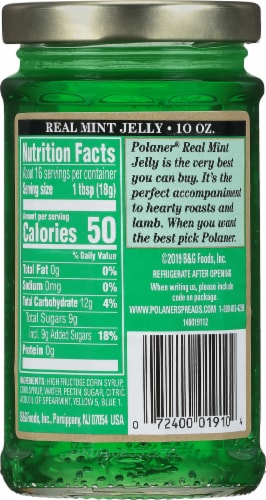 REAL MINT JELLY • 10 OZ.
Nutrition Facts
About 16 servings per container
Serving size 1 tbsp (18g)
Amount per serving
Calories 50
% Daily Value
Total Fat 0g 0%
Sodium 0mg 0%
Total Carbohydrate 12g 4%
Total Sugars 9g
Incl. 9g Added Sugars 18%
Protein 0g
INGREDIENTS: HIGH FRUCTOSE CORN SYRUP,
CORN SYRUP, WATER, PECTIN, SUGAR, CITRIC
ACID, OIL OF SPEARMINT, YELLOW 5, BLUE 1.
B&G Foods, Inc., Parsippany, NJ 07054 USA
Polaner® Real Mint
Jelly is the very best
you can buy. It's the
perfect accompaniment
to hearty roasts and
lamb. When you want
the best pick Polaner.
©2019 B&G Foods, Inc.
REFRIGERATE AFTER OPENING
When writing us, please include
code on package.
WWW.POLANERSPREADS.COM
0 72400 01910 4